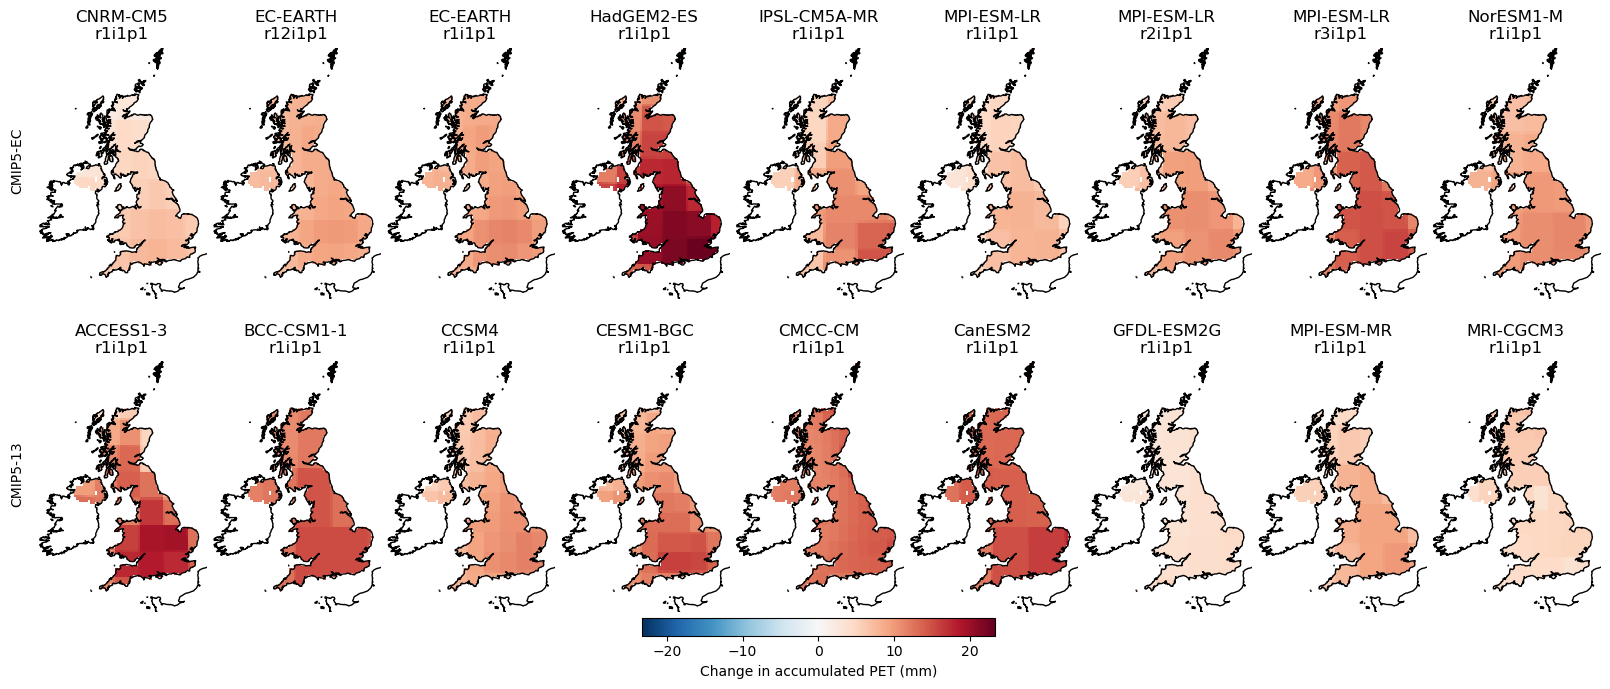 CNRM-CM5 EC-EARTH EC-EARTH HadGEM2-ES IPSL-CM5A-MR MPI-ESM-LR MPI-ESM-LR MPI-ESM-LR NorESM1-M
r1i1p1 r12i1p1 r1i1p1 r1i1p1 r1i1p1 r1i1p1 r2i1p1 r3i1p1 r1i1p1
CMIP5-EC
ACCESS1-3 BCC-CSM1-1 CCSM4 CESM1-BGC CMCC-CM CanESM2 GFDL-ESM2G MPI-ESM-MR MRI-CGCM3
r1i1p1 r1i1p1 r1i1p1 r1i1p1 r1i1p1 r1i1p1 r1i1p1 r1i1p1 r1i1p1
CMIP5-13
−20 −10 0 10 20
Change in accumulated PET (mm)